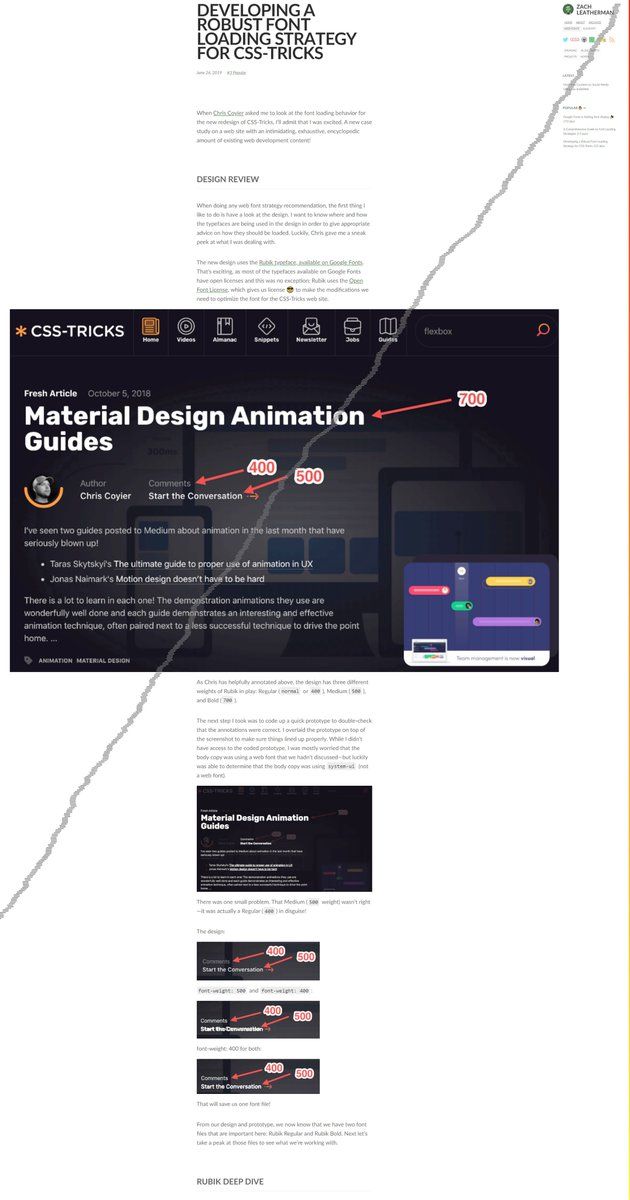 DEVELOPING A
ROBUST FONT
LOADING STRATEGY
FOR CSS-TRICKS
June 24, 2019 #3 Popular
ZACH
LEATHERMAN
When Chris Coyier asked me to look at the font loading behavior for
the new redesign of CSS-Tricks, I'll admit that I was excited. A new case
study on a web site with an intimidating, exhaustive, encyclopedic
amount of existing web development content!
DESIGN REVIEW
When doing any web font strategy recommendation, the first thing I
like to do is have a look at the design. I want to know where and how
the typefaces are being used in the design in order to give appropriate
advice on how they should be loaded. Luckily, Chris gave me a sneak
peek at what I was dealing with.
The new design uses the Rubik typeface, available on Google Fonts.
That's exciting, as most of the typefaces available on Google Fonts
have open licenses and this was no exception: Rubik uses the Open
Font License, which gives us license 😎 to make the modifications we
need to optimize the font for the CSS-Tricks web site.
* CSS-TRICKS
Home
Videos
Almanac
Snippets
Newsletter
Jobs
Guides
flexbox
Fresh Article October 5, 2018
Material Design Animation
Guides
700
400
500
Author
Chris Coyier
Comments
Start the Conversation →
I've seen two guides posted to Medium about animation in the last month that have
seriously blown up!
• Taras Skytskyi's The ultimate guide to proper use of animation in UX
• Jonas Naimark's Motion design doesn't have to be hard
There is a lot to learn in each one! The demonstration animations they use are
wonderfully well done and each guide demonstrates an interesting and effective
animation technique, often paired next to a less successful technique to drive the point
home. ...
ANIMATION MATERIAL DESIGN
Team management is now visual
As Chris has helpfully annotated above, the design has three different
weights of Rubik in play: Regular ( normal or 400 ), Medium ( 500 ),
and Bold ( 700 ).
The next step I took was to code up a quick prototype to double-check
that the annotations were correct. I overlaid the prototype on top of
the screenshot to make sure things lined up properly. While I didn't
have access to the coded prototype, I was mostly worried that the
body copy was using a web font that we hadn't discussed—but luckily
was able to determine that the body copy was using system-ui (not
a web font).
CSS-TRICKS
Fresh Article
Material Design Animation
Guides
Start the Conversation
There was one small problem. That Medium ( 500 weight) wasn't right
—it was actually a Regular ( 400 ) in disguise!
The design:
400
500
Comments
Start the Conversation →
font-weight: 500 and font-weight: 400 :
400
500
Comments
Start the Conversation
font-weight: 400 for both:
400
500
Comments
Start the Conversation →
That will save us one font file!
From our design and prototype, we now know that we have two font
files that are important here: Rubik Regular and Rubik Bold. Next let's
take a peak at those files to see what we're working with.
RUBIK DEEP DIVE